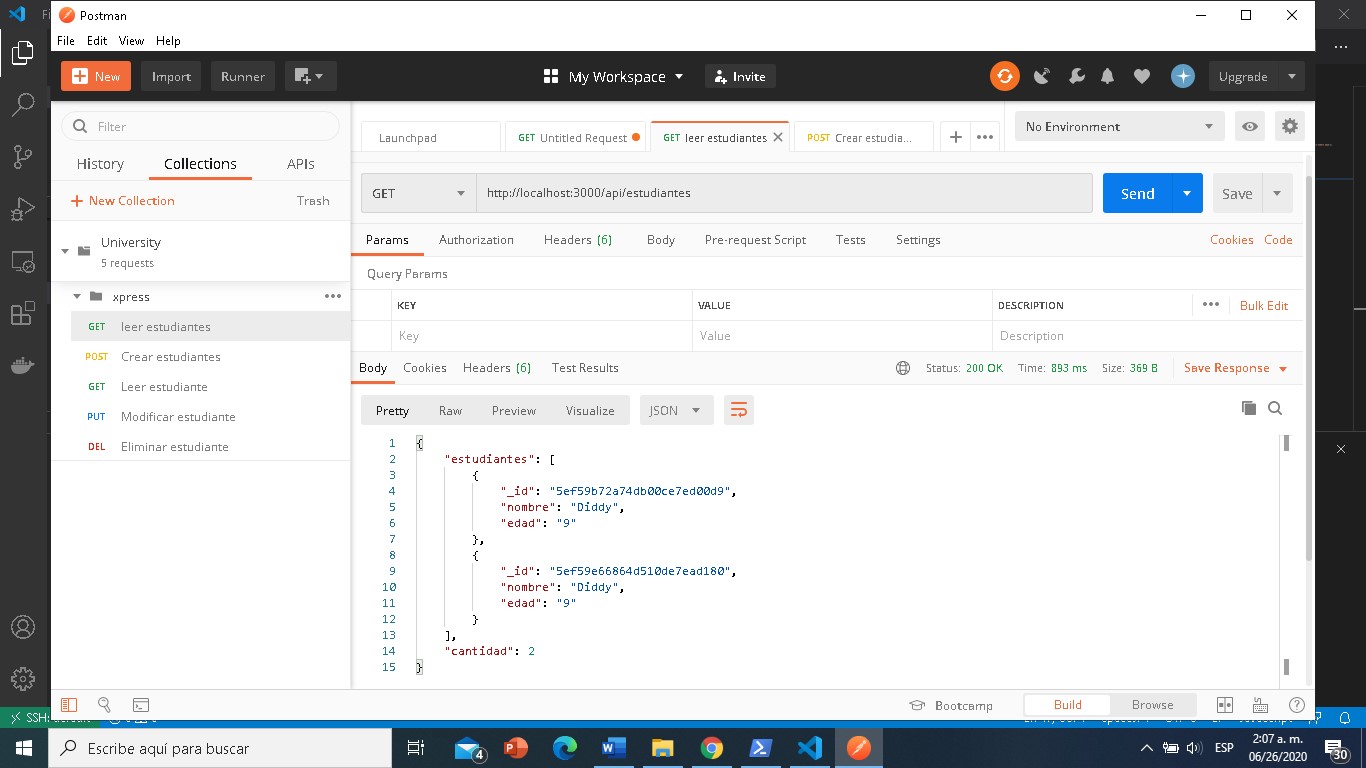 Postman
File Edit View Help
New Import Runner My Workspace Invite Upgrade
Filter
History Collections APIs
New Collection Trash
University
5 requests
xpress
GET leer estudiantes
POST Crear estudiantes
GET Leer estudiante
PUT Modificar estudiante
DEL Eliminar estudiante
Launchpad GET Untitled Request GET leer estudiantes POST Crear estudia... No Environment
GET http://localhost:3000/api/estudiantes Send Save
Params Authorization Headers (6) Body Pre-request Script Tests Settings Cookies Code
Query Params
KEY VALUE DESCRIPTION Bulk Edit
Key Value Description
Body Cookies Headers (6) Test Results Status: 200 OK Time: 893 ms Size: 369 B Save Response
Pretty Raw Preview Visualize JSON
1 {
2 "estudiantes": [
3 {
4 "_id": "5ef59b72a74db00ce7ed00d9",
5 "nombre": "Diddy",
6 "edad": "9"
7 },
8 {
9 "_id": "5ef59e66864d510de7ead180",
10 "nombre": "Diddy",
11 "edad": "9"
12 }
13 ],
14 "cantidad": 2
15 }
Bootcamp Build Browse
Escribe aquí para buscar 4 ESP 2:07 a. m.
06/26/2020 30